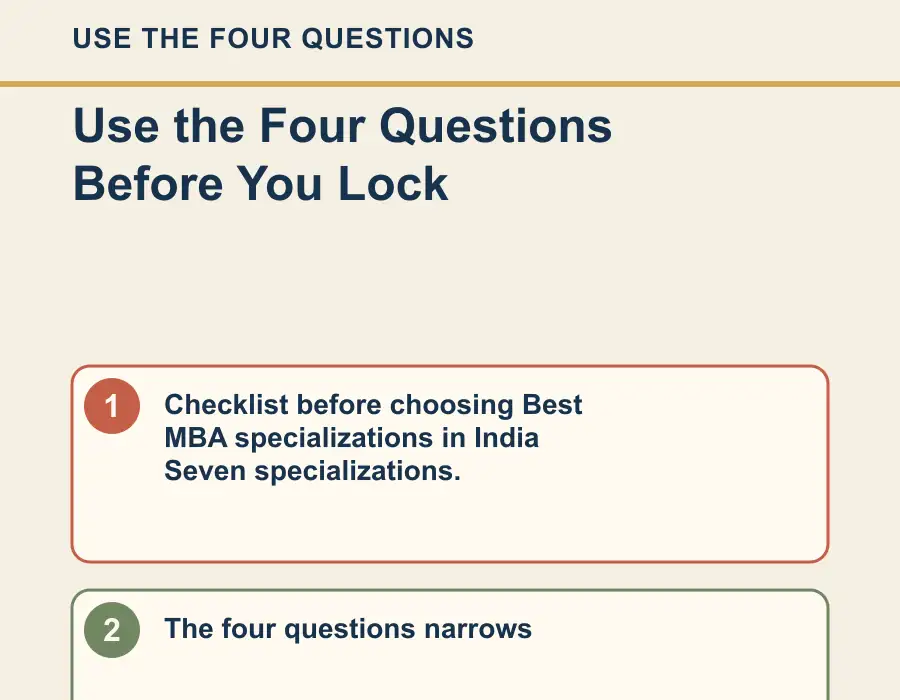 USE THE FOUR QUESTIONS
Use the Four Questions
Before You Lock
1
Checklist before choosing Best
MBA specializations in India
Seven specializations.
2
The four questions narrows